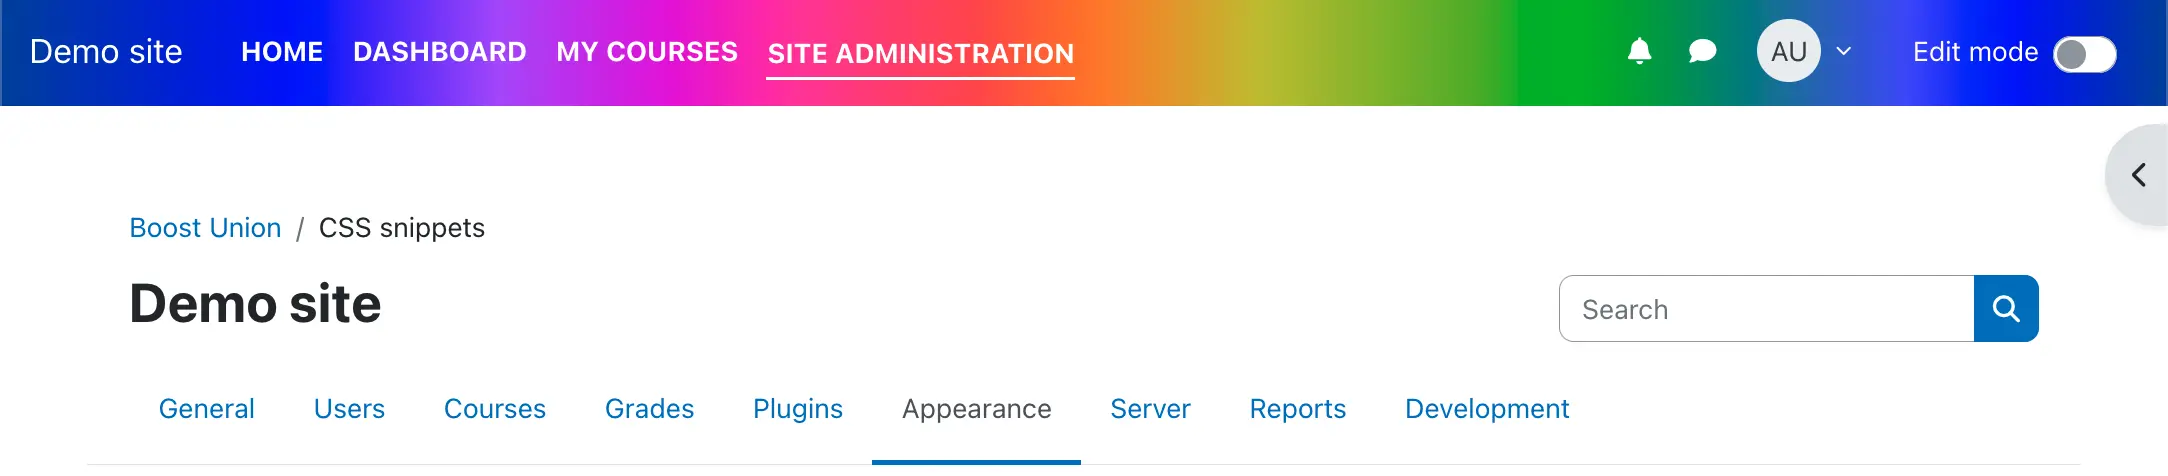 Demo site HOME DASHBOARD MY COURSES SITE ADMINISTRATION AU Edit mode
Boost Union / CSS snippets
Demo site
Search
General Users Courses Grades Plugins Appearance Server Reports Development